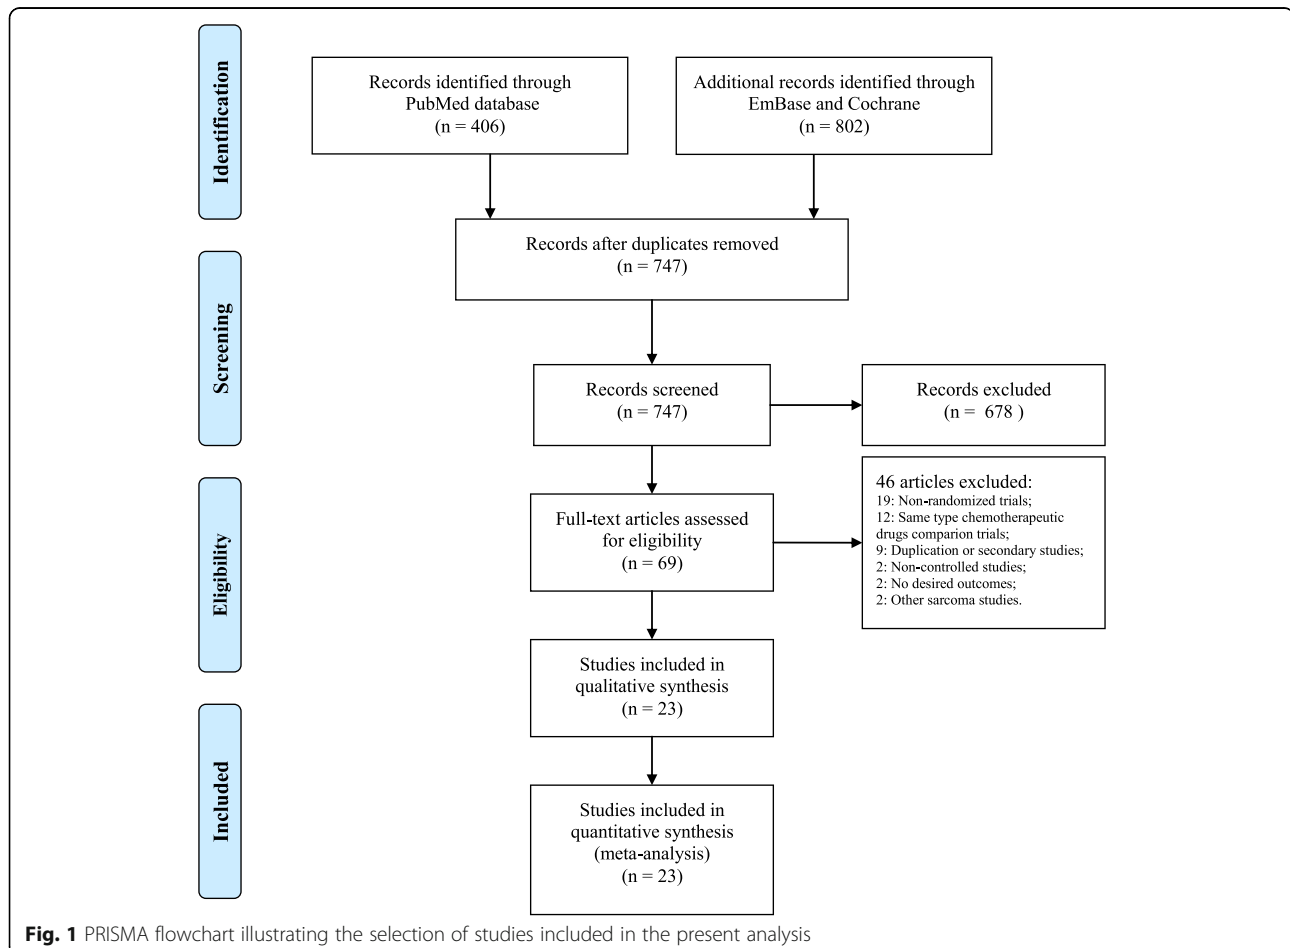 Identification
Records identified through
PubMed database
(n = 406)
Additional records identified through
EmBase and Cochrane
(n = 802)
Records after duplicates removed
(n = 747)
Screening
Records screened
(n = 747)
Records excluded
(n = 678 )
Eligibility
Full-text articles assessed
for eligibility
(n = 69)
46 articles excluded:
19: Non-randomized trials;
12: Same type chemotherapeutic
drugs comparion trials;
9: Duplication or secondary studies;
2: Non-controlled studies;
2: No desired outcomes;
2: Other sarcoma studies.
Studies included in
qualitative synthesis
(n = 23)
Included
Studies included in
quantitative synthesis
(meta-analysis)
(n = 23)
Fig. 1 PRISMA flowchart illustrating the selection of studies included in the present analysis